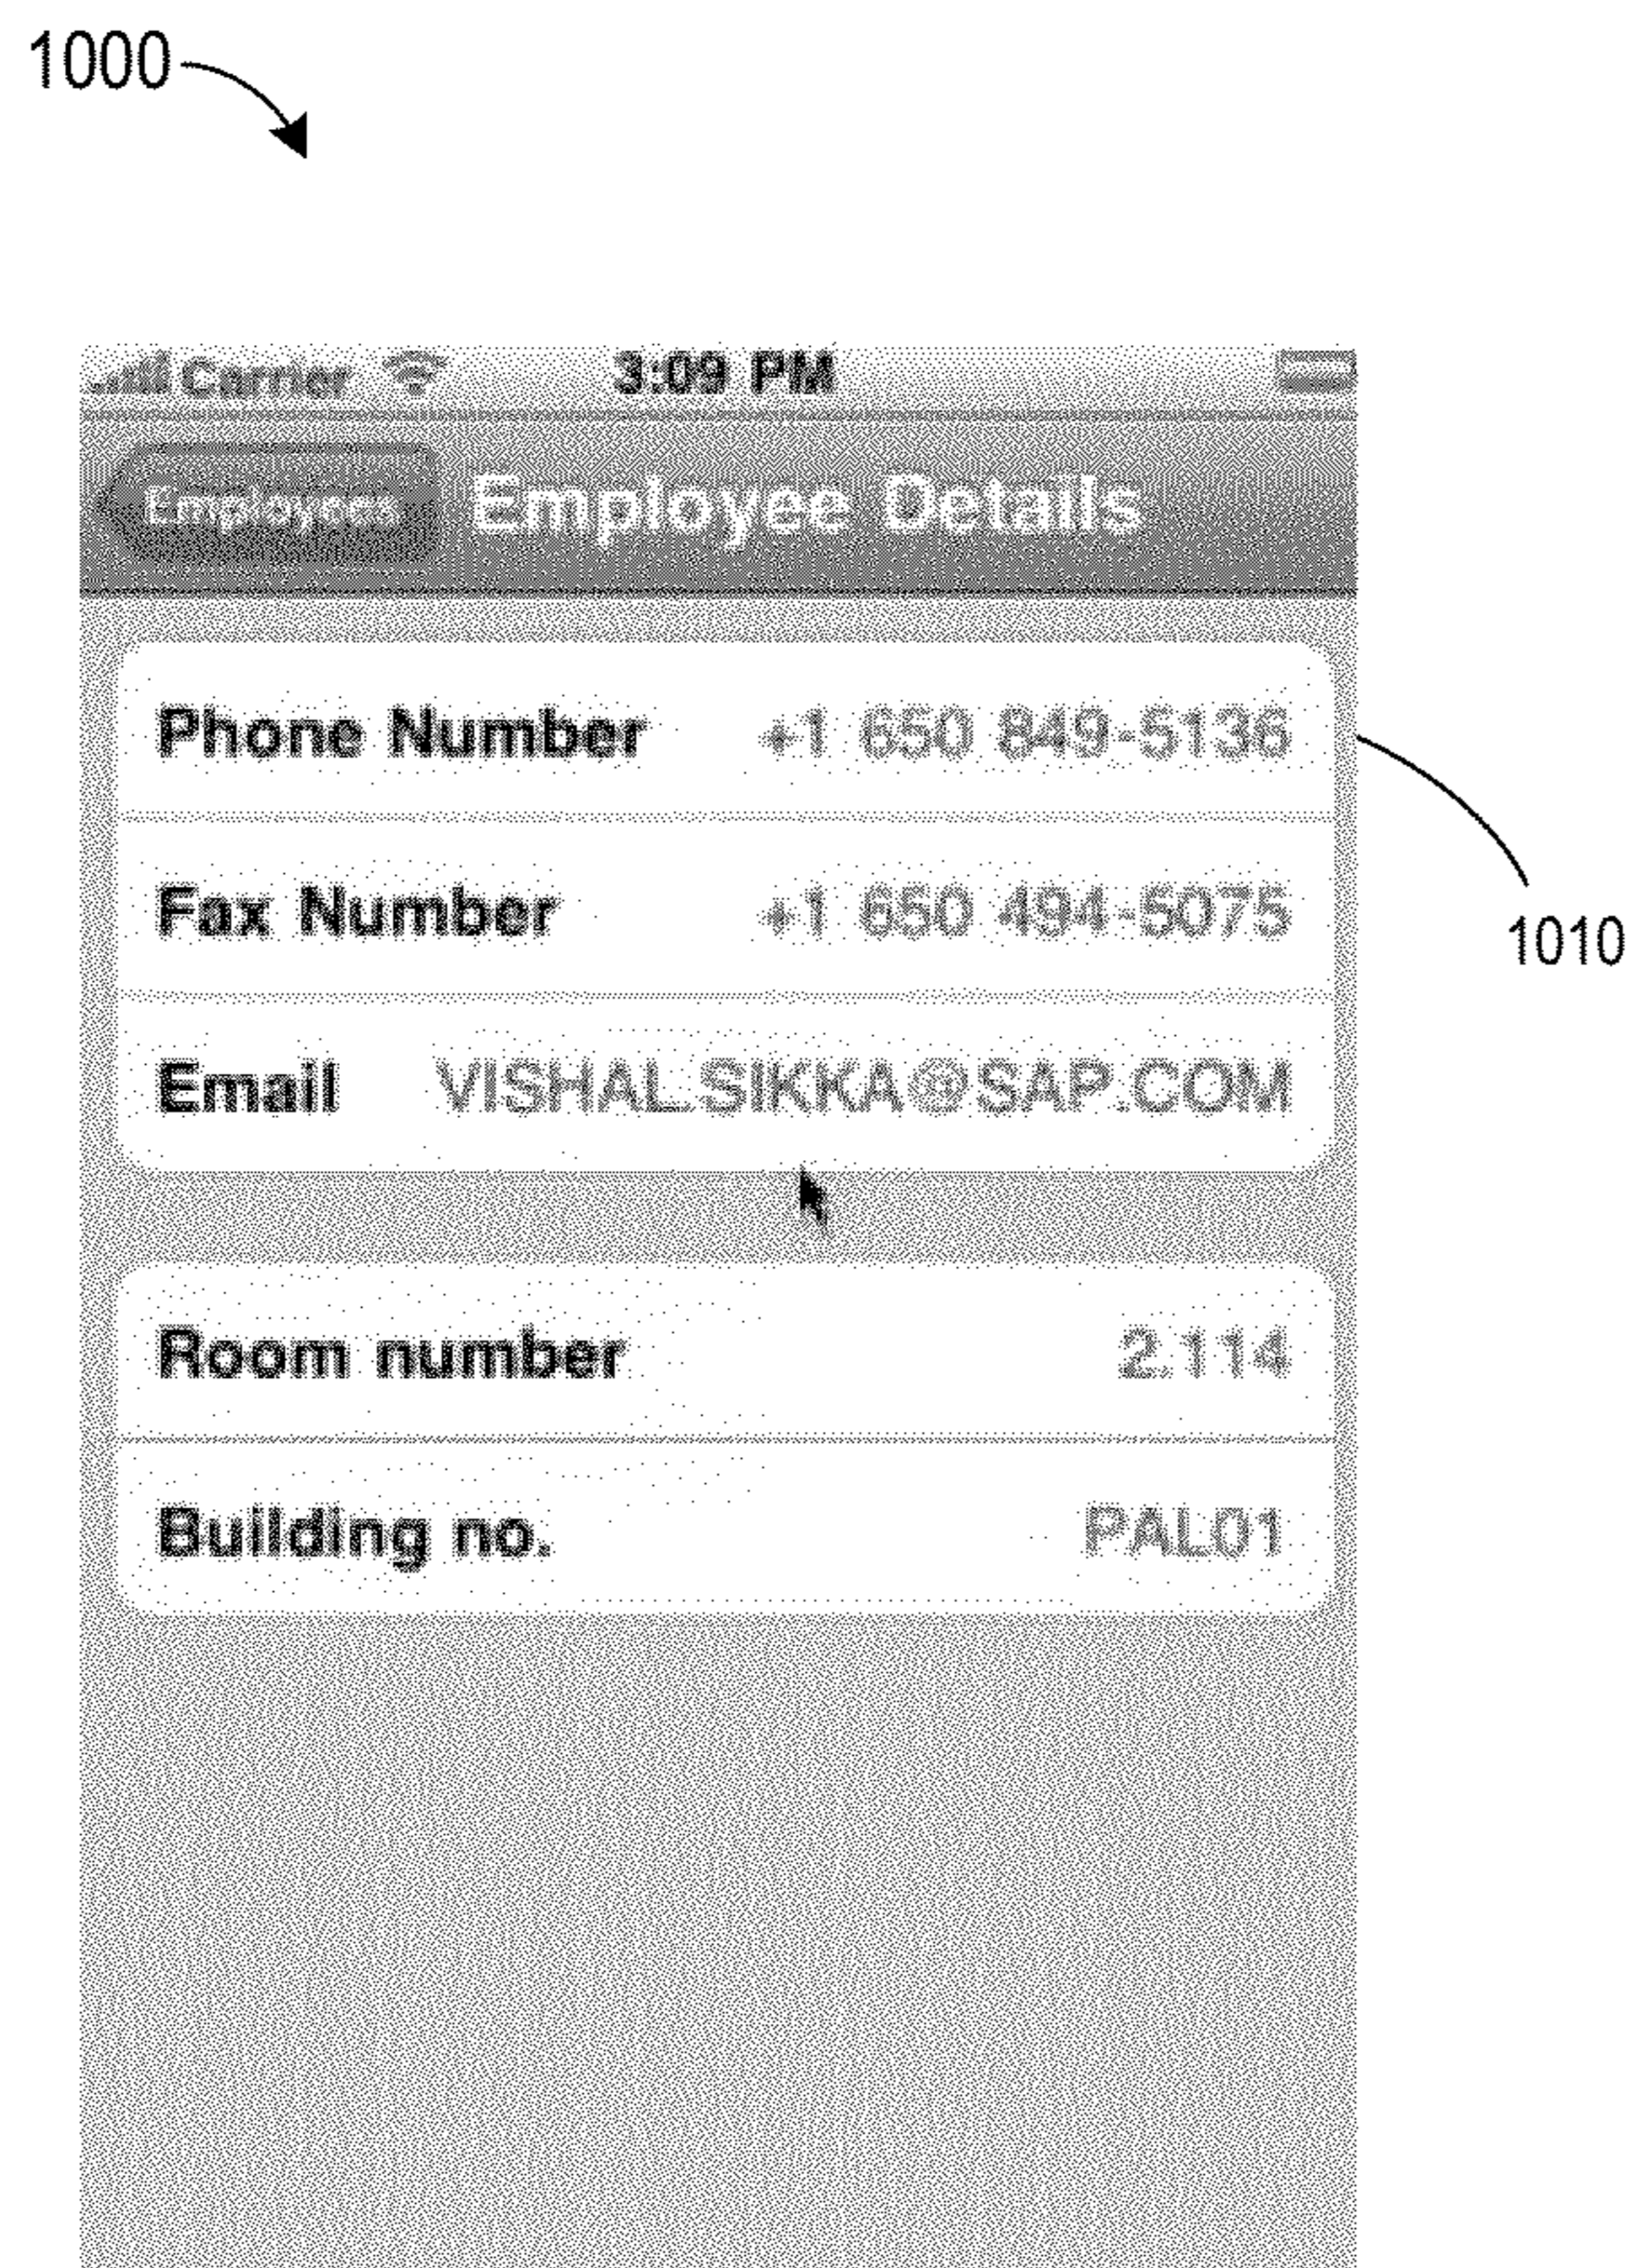 1000
Carrier 3:09 PM
Employees Employee Details
Phone Number +1 650 849-5136
Fax Number +1 650 494-5075
1010
Email VISHAL.SIKKA@SAP.COM
Room number 2.114
Building no. PAL01